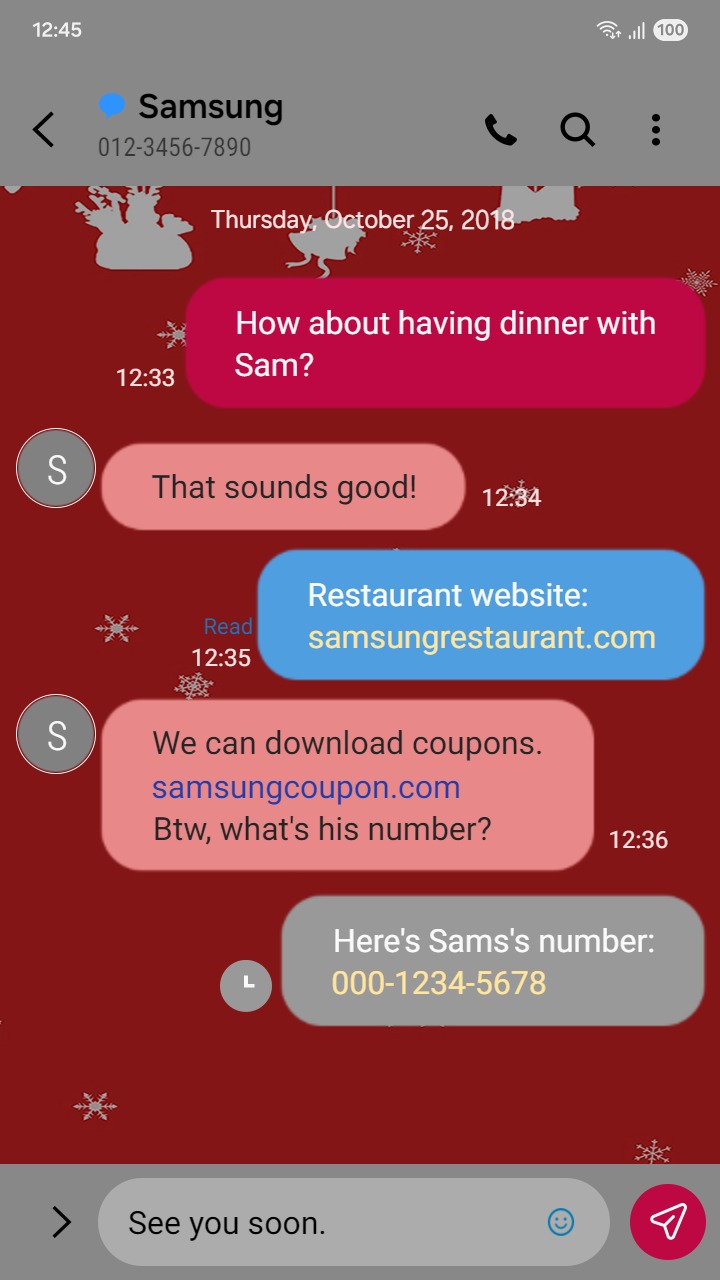 12:45
100
Samsung
012-3456-7890
Thursday, October 25, 2018
How about having dinner with
Sam?
12:33
S
That sounds good!
12:34
Restaurant website:
samsungrestaurant.com
Read
12:35
S
We can download coupons.
samsungcoupon.com
Btw, what's his number?
12:36
Here's Sams's number:
000-1234-5678
See you soon.